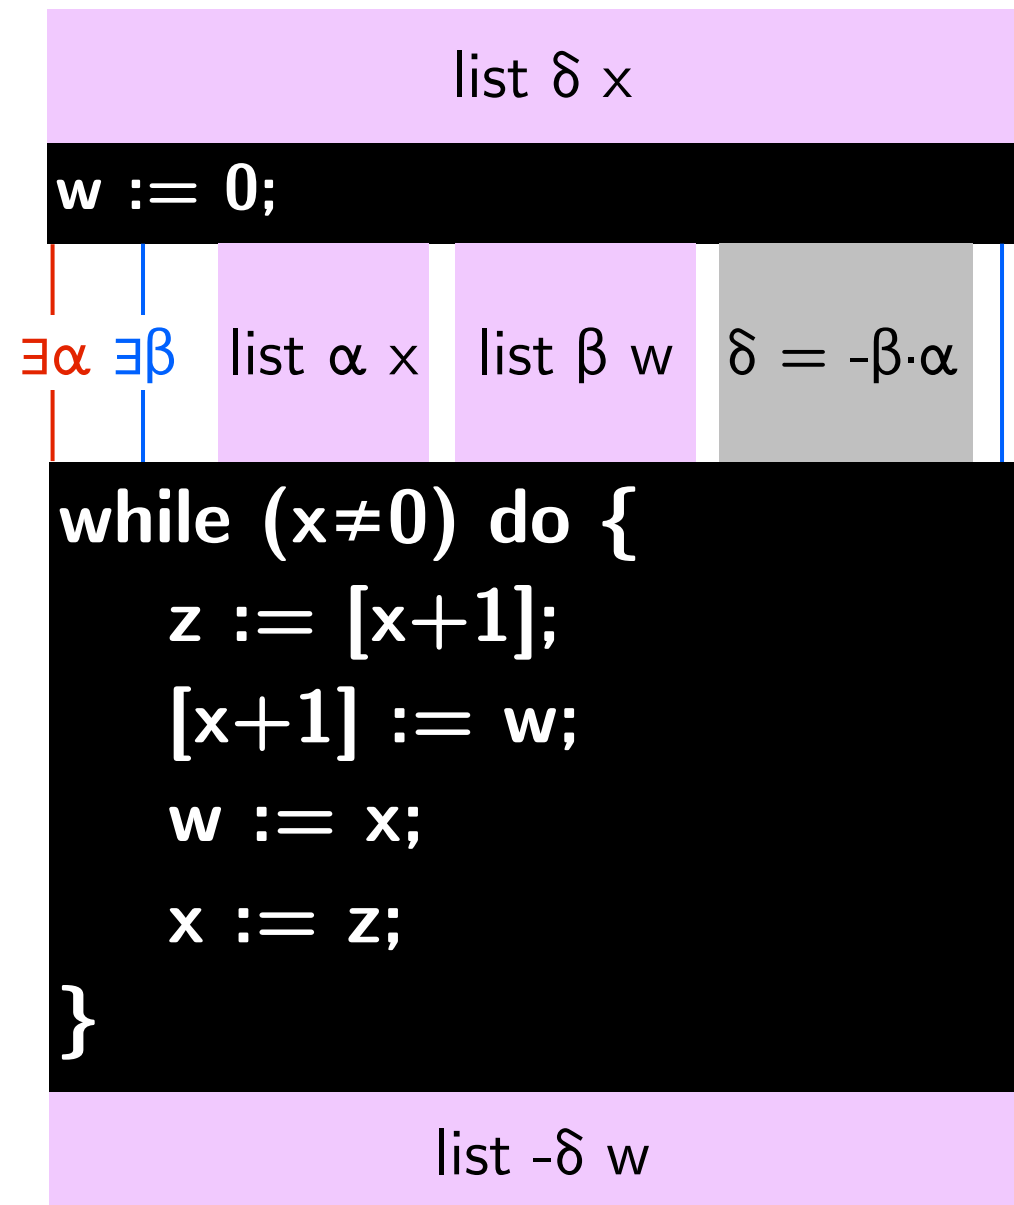 list δ x
w := 0;
∃α ∃β list α x list β w δ = -β·α
while (x≠0) do {
z := [x+1];
[x+1] := w;
w := x;
x := z;
}
list -δ w